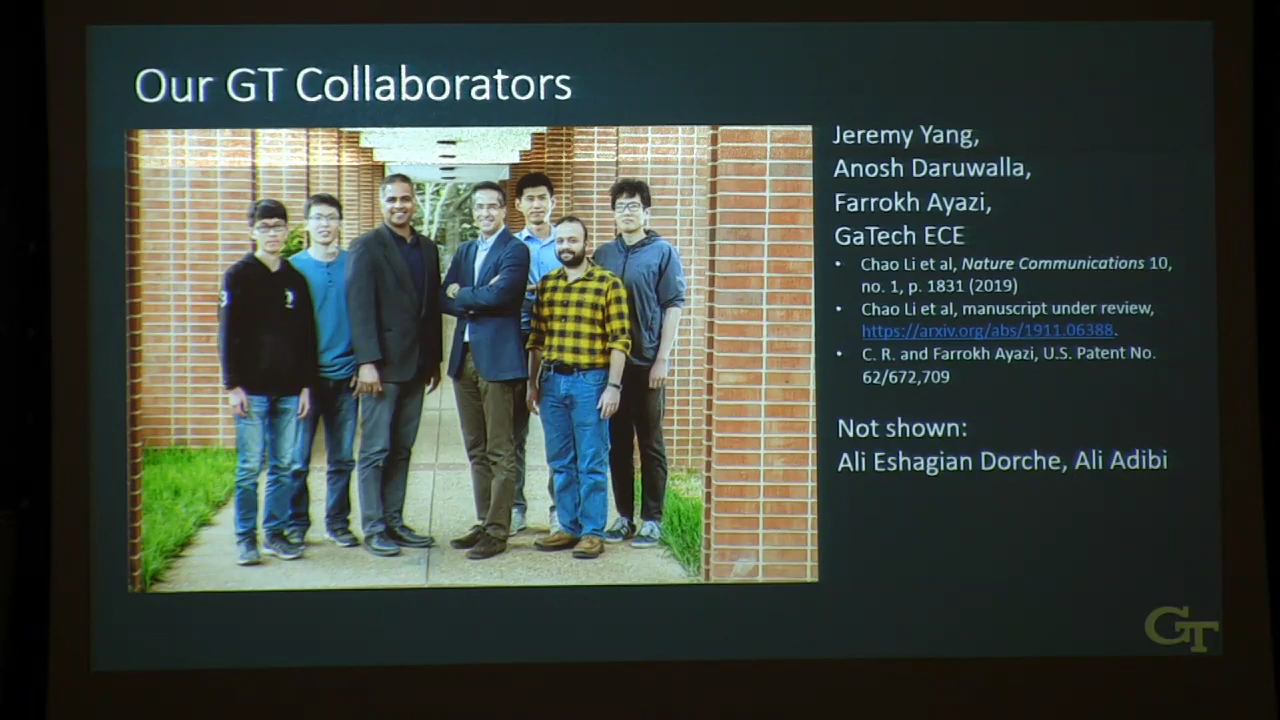 Our GT Collaborators
Jeremy Yang,
Anosh Daruwalla,
Farrokh Ayazi,
GaTech ECE
• Chao Li et al, Nature Communications 10,
no. 1, p. 1831 (2019)
• Chao Li et al, manuscript under review,
https://arxiv.org/abs/1911.06388.
• C. R. and Farrokh Ayazi, U.S. Patent No.
62/672,709
Not shown:
Ali Eshagian Dorche, Ali Adibi
GT